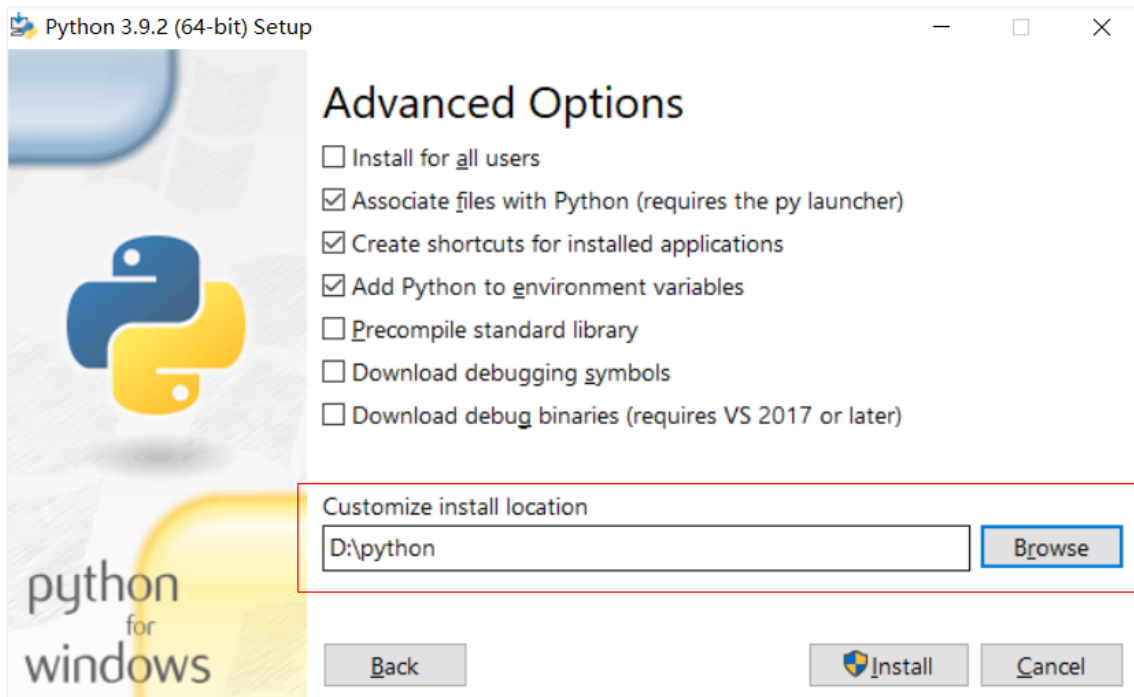 Python 3.9.2 (64-bit) Setup
Advanced Options
Install for all users
Associate files with Python (requires the py launcher)
Create shortcuts for installed applications
Add Python to environment variables
Precompile standard library
Download debugging symbols
Download debug binaries (requires VS 2017 or later)
Customize install location
D:\python
Browse
python
for
windows
Back
Install
Cancel